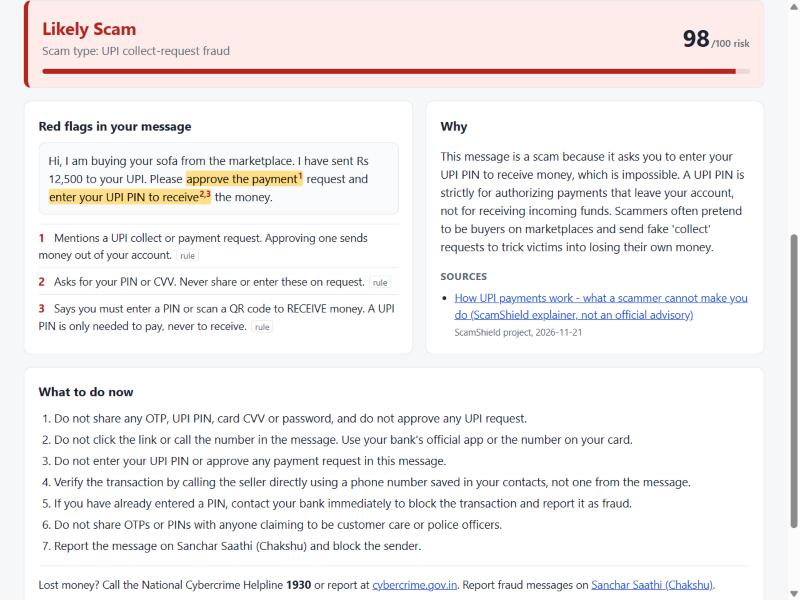 Likely Scam
Scam type: UPI collect-request fraud
98/100 risk
Red flags in your message
Hi, I am buying your sofa from the marketplace. I have sent Rs
12,500 to your UPI. Please approve the payment1 request and
enter your UPI PIN to receive2,3 the money.
1 Mentions a UPI collect or payment request. Approving one sends
money out of your account. rule
2 Asks for your PIN or CVV. Never share or enter these on request. rule
3 Says you must enter a PIN or scan a QR code to RECEIVE money. A UPI
PIN is only needed to pay, never to receive. rule
Why
This message is a scam because it asks you to enter your
UPI PIN to receive money, which is impossible. A UPI PIN is
strictly for authorizing payments that leave your account,
not for receiving incoming funds. Scammers often pretend
to be buyers on marketplaces and send fake 'collect'
requests to trick victims into losing their own money.
SOURCES
• How UPI payments work - what a scammer cannot make you
do (ScamShield explainer, not an official advisory)
ScamShield project, 2026-11-21
What to do now
1. Do not share any OTP, UPI PIN, card CVV or password, and do not approve any UPI request.
2. Do not click the link or call the number in the message. Use your bank's official app or the number on your card.
3. Do not enter your UPI PIN or approve any payment request in this message.
4. Verify the transaction by calling the seller directly using a phone number saved in your contacts, not one from the message.
5. If you have already entered a PIN, contact your bank immediately to block the transaction and report it as fraud.
6. Do not share OTPs or PINs with anyone claiming to be customer care or police officers.
7. Report the message on Sanchar Saathi (Chakshu) and block the sender.
Lost money? Call the National Cybercrime Helpline 1930 or report at cybercrime.gov.in. Report fraud messages on Sanchar Saathi (Chakshu).